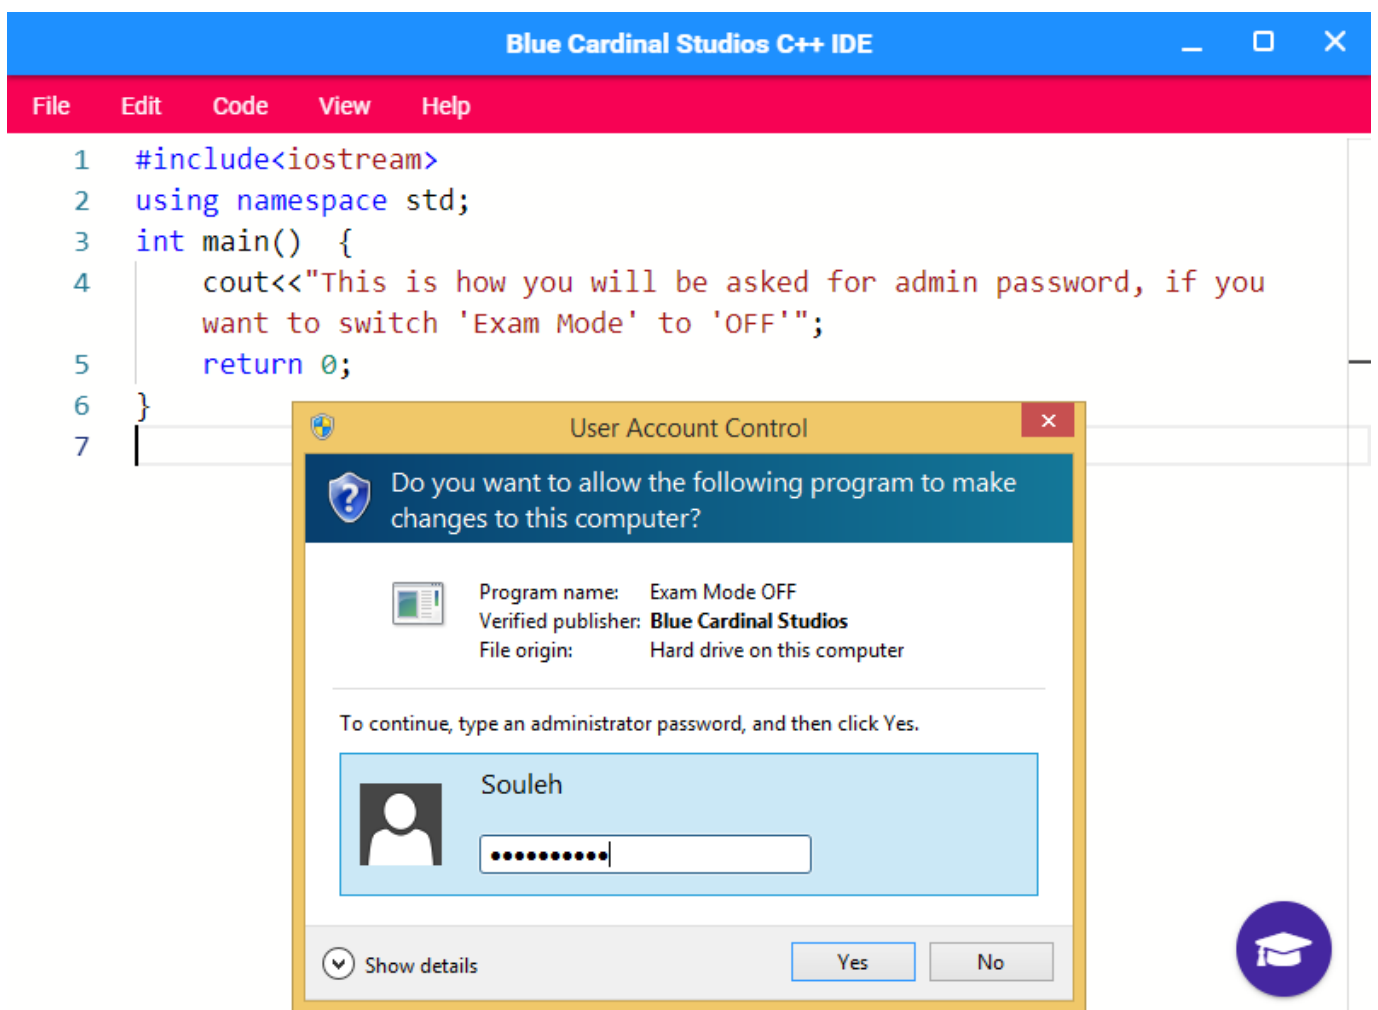 Blue Cardinal Studios C++ IDE
File Edit Code View Help
1 #include<iostream>
2 using namespace std;
3 int main() {
4 cout<<"This is how you will be asked for admin password, if you
want to switch 'Exam Mode' to 'OFF'";
5 return 0;
6 }
7
User Account Control
Do you want to allow the following program to make
changes to this computer?
Program name: Exam Mode OFF
Verified publisher: Blue Cardinal Studios
File origin: Hard drive on this computer
To continue, type an administrator password, and then click Yes.
Souleh
••••••••••
Show details Yes No